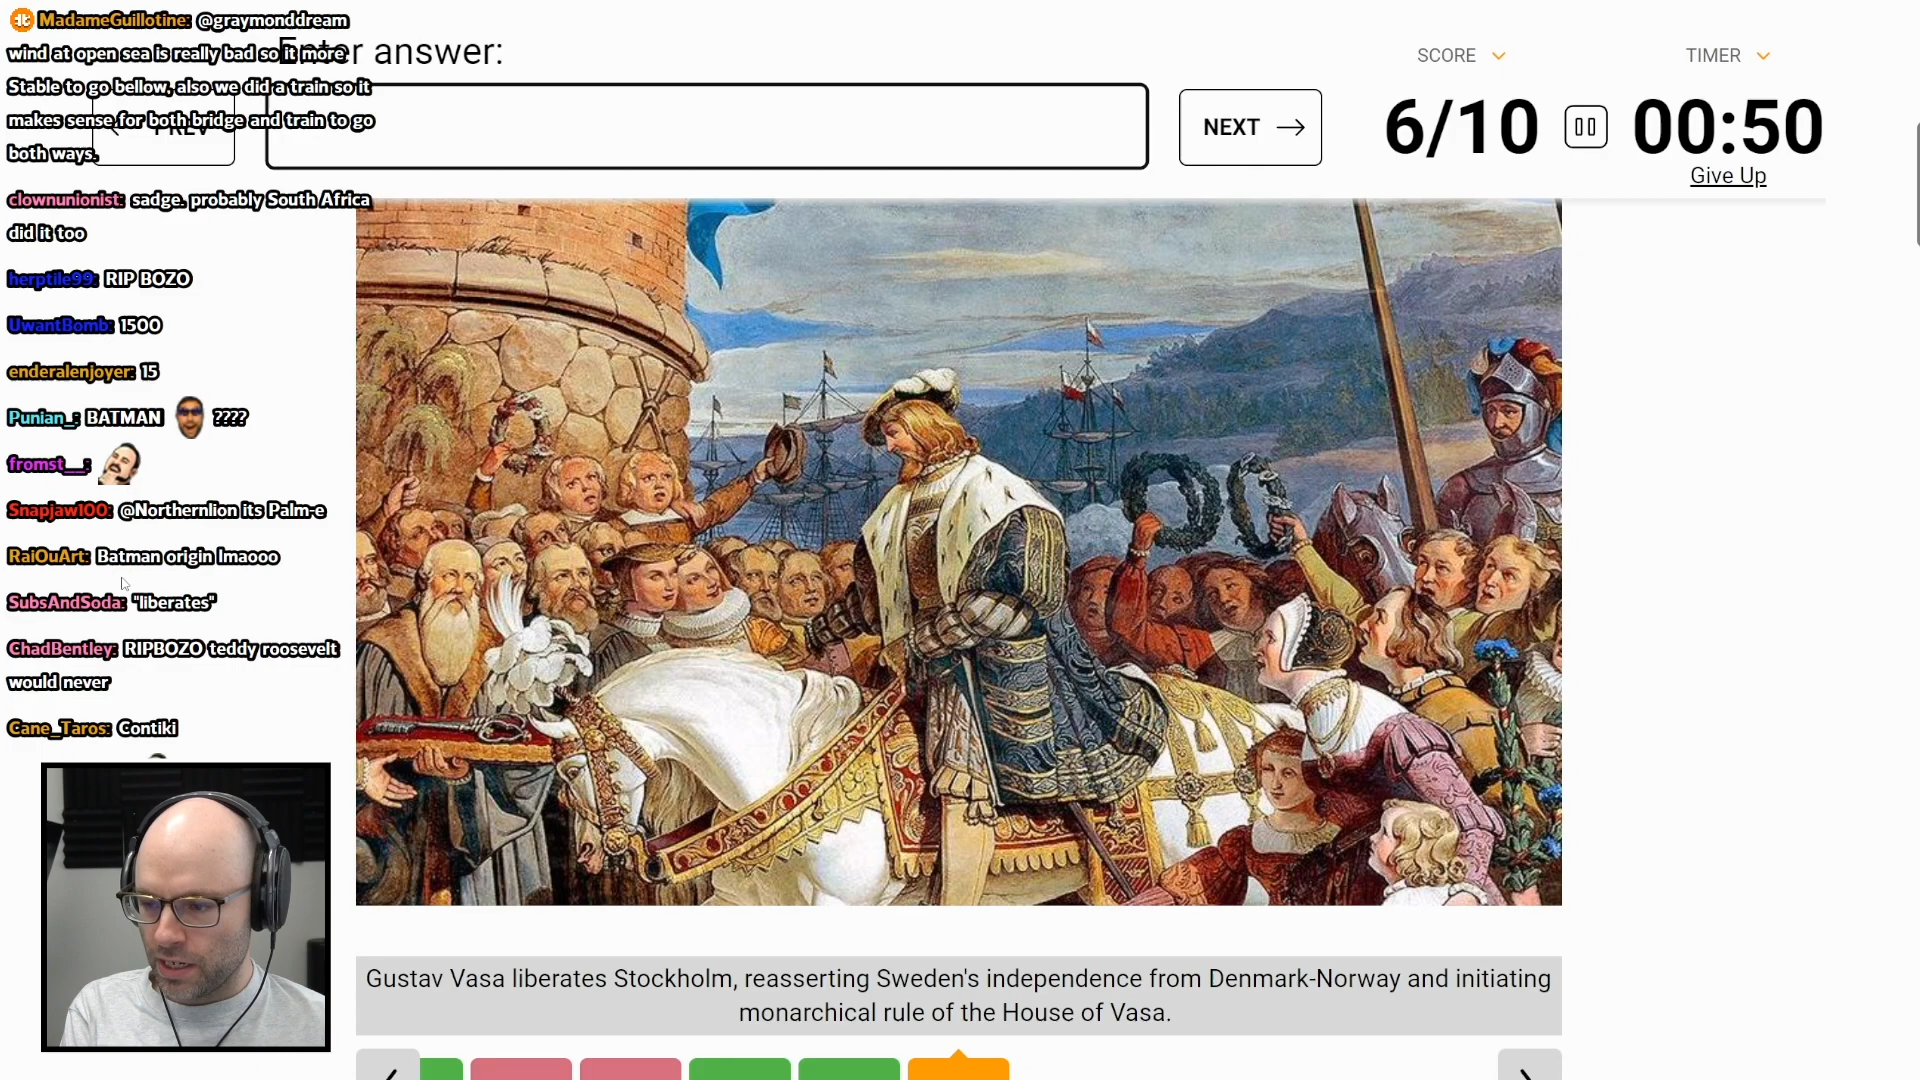 MadameGuillotine: @graymonddream
wind at open sea is really bad so it more
Stable to go bellow, also we did a train so it
makes sense for both bridge and train to go
both ways.
clownunionist: sadge. probably South Africa
did it too
herptile99: RIP BOZO
UwantBomb: 1500
enderalenjoyer: 15
Punian_: BATMAN ????
fromst__:
Snapjaw100: @Northernlion its Palm-e
RaiOuArt: Batman origin lmaooo
SubsAndSoda: "liberates"
ChadBentley: RIPBOZO teddy roosevelt
would never
Cane_Taros: Contiki
Enter answer:
PREV
NEXT
SCORE
6/10
TIMER
00:50
Give Up
Gustav Vasa liberates Stockholm, reasserting Sweden's independence from Denmark-Norway and initiating
monarchical rule of the House of Vasa.